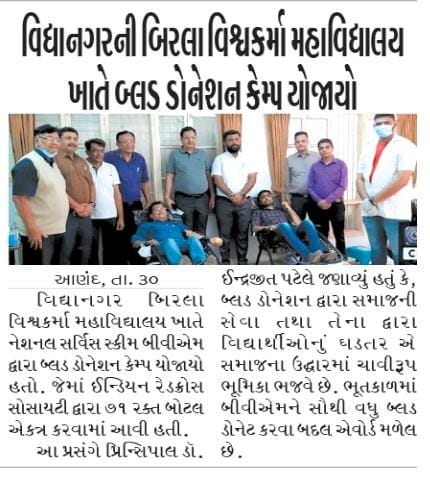 વિદ્યાનગરની બિરલા વિશ્વકર્મા મહાવિદ્યાલય
ખાતે બ્લડ ડોનેશન કેમ્પ યોજાયો
આણંદ, તા. ૩૦
વિદ્યાનગર બિરલા
વિશ્વકર્મા મહાવિદ્યાલય ખાતે
નેશનલ સર્વિસ સ્કીમ બીવીએમ
દ્વારા બ્લડ ડોનેશન કેમ્પ યોજાયો
હતો. જેમાં ઈન્ડિયન રેડક્રોસ
સોસાયટી દ્વારા ૭૧ રક્ત બોટલ
એકત્ર કરવામાં આવી હતી.
આ પ્રસંગે પ્રિન્સિપાલ ડૉ.
ઈન્દ્રજીત પટેલે જણાવ્યું હતું કે,
બ્લડ ડોનેશન દ્વારા સમાજની
સેવા તથા તેના દ્વારા
વિદ્યાર્થીઓનું ઘડતર એ
સમાજના ઉદ્ધારમાં ચાવીરૂપ
ભૂમિકા ભજવે છે. ભૂતકાળમાં
બીવીએમને સૌથી વધુ બ્લડ
ડોનેટ કરવા બદલ એવોર્ડ મળેલ
છે.